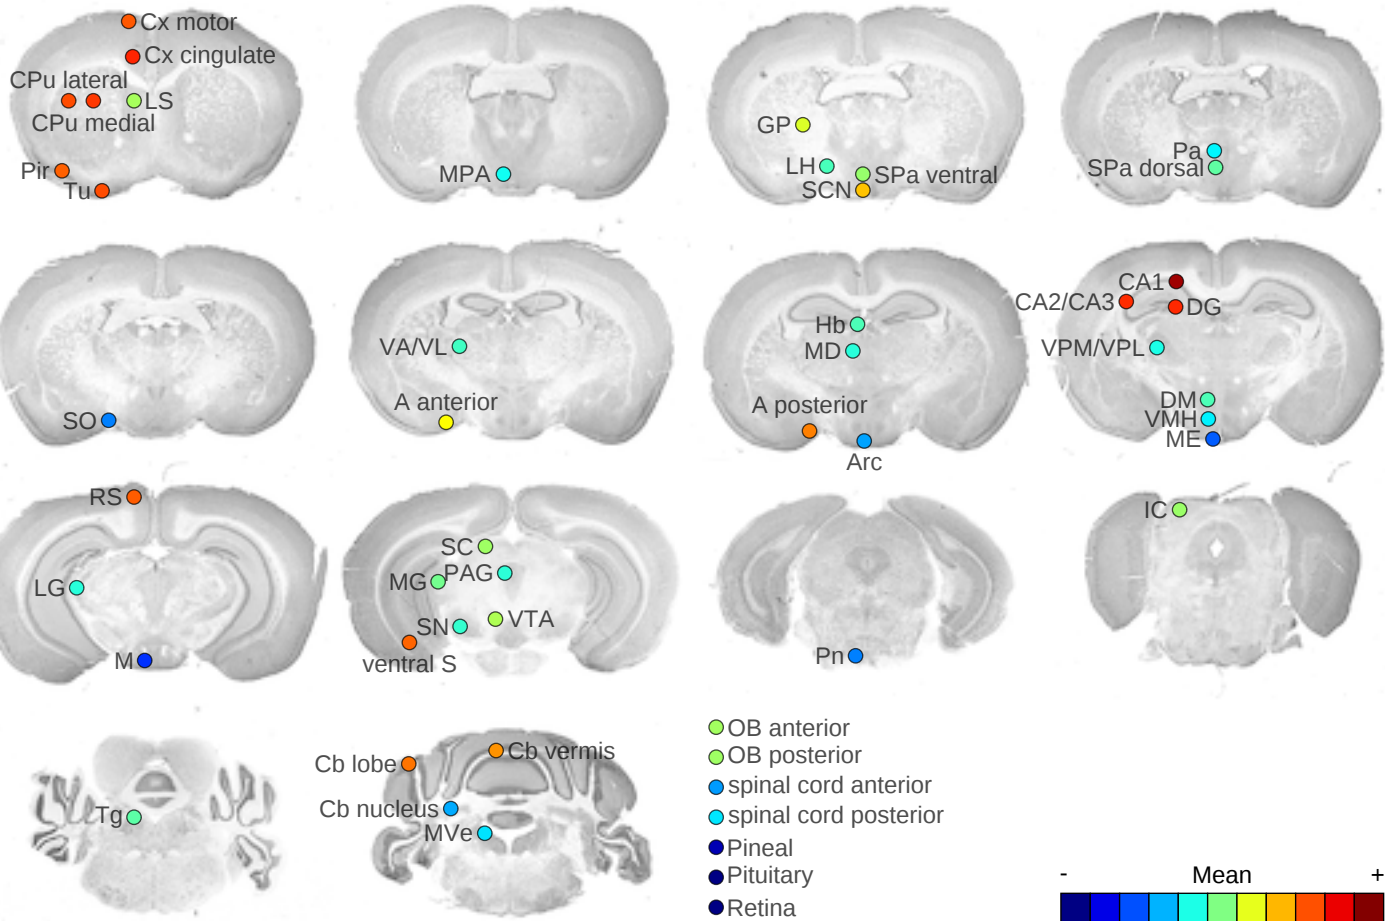 Cx motor
Cx cingulate
CPu lateral
LS
CPu medial
Pir
Tu
MPA
GP
LH
SPa ventral
SCN
Pa
SPa dorsal
SO
VA/VL
A anterior
Hb
MD
A posterior
Arc
CA1
CA2/CA3
DG
VPM/VPL
DM
VMH
ME
RS
LG
M
SC
MG
PAG
SN
VTA
ventral S
Pn
IC
Tg
Cb lobe
Cb vermis
Cb nucleus
MVe
OB anterior
OB posterior
spinal cord anterior
spinal cord posterior
Pineal
Pituitary
Retina
- Mean +